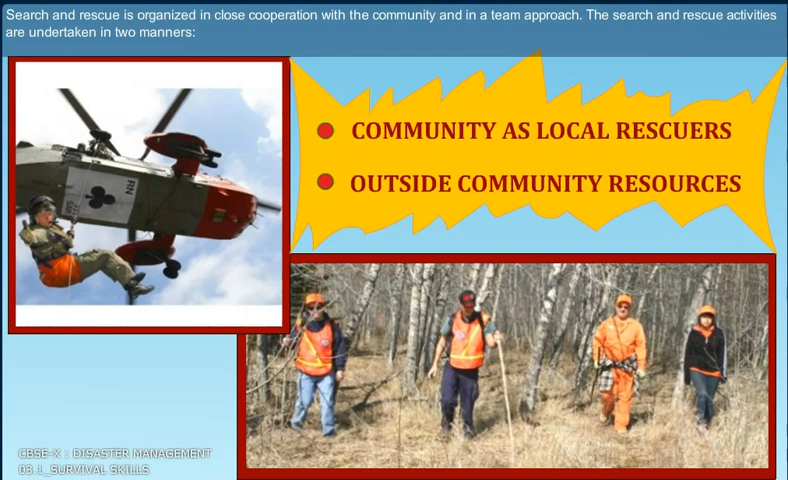 Search and rescue is organized in close cooperation with the community and in a team approach. The search and rescue activities
are undertaken in two manners:
COMMUNITY AS LOCAL RESCUERS
OUTSIDE COMMUNITY RESOURCES
RN
CBSE-X : DISASTER MANAGEMENT
03.1_SURVIVAL SKILLS